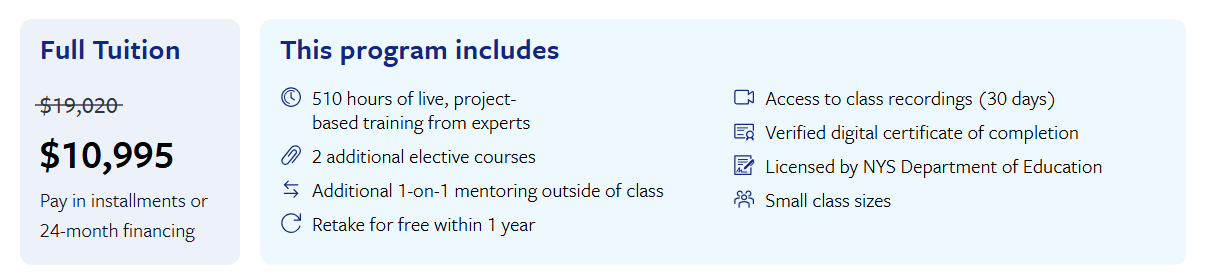 Full Tuition
$19,020
$10,995
Pay in installments or
24-month financing
This program includes
510 hours of live, project-
based training from experts
2 additional elective courses
Additional 1-on-1 mentoring outside of class
Retake for free within 1 year
Access to class recordings (30 days)
Verified digital certificate of completion
Licensed by NYS Department of Education
Small class sizes